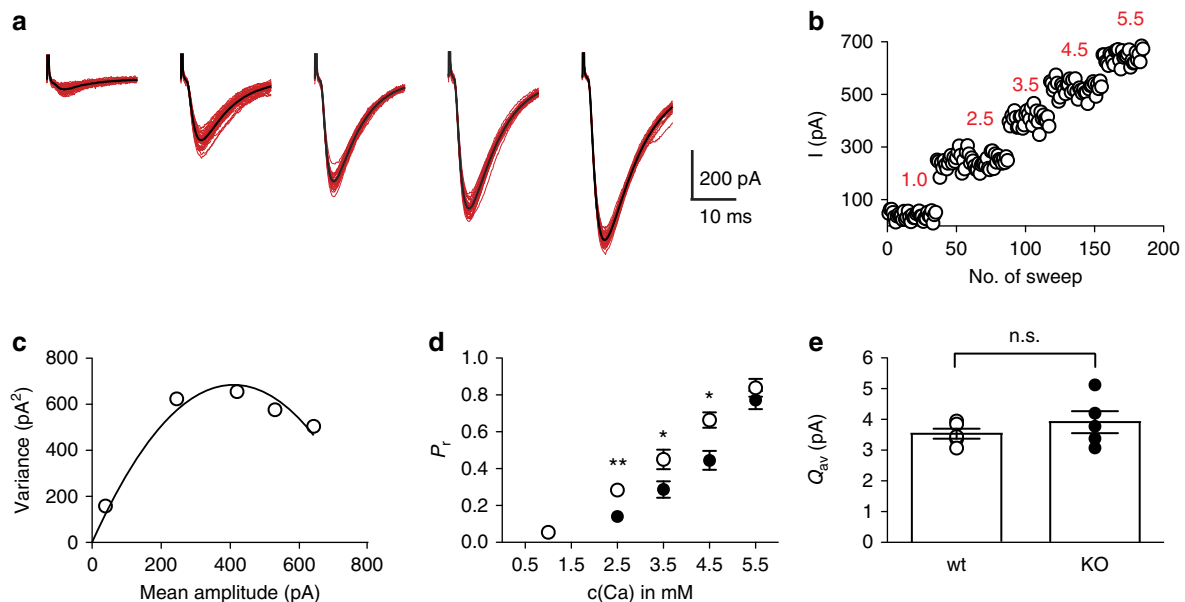 a
200 pA
10 ms
b
I (pA)
700
500
300
100
0
50
100
150
200
No. of sweep
1.0
2.5
3.5
4.5
5.5
c
Variance (pA²)
800
600
400
200
0
0
200
400
600
800
Mean amplitude (pA)
d
Pr
1.0
0.8
0.6
0.4
0.2
0.0
**
*
*
0.5
1.5
2.5
3.5
4.5
5.5
c(Ca) in mM
e
n.s.
Qav (pA)
6
5
4
3
2
1
0
wt
KO